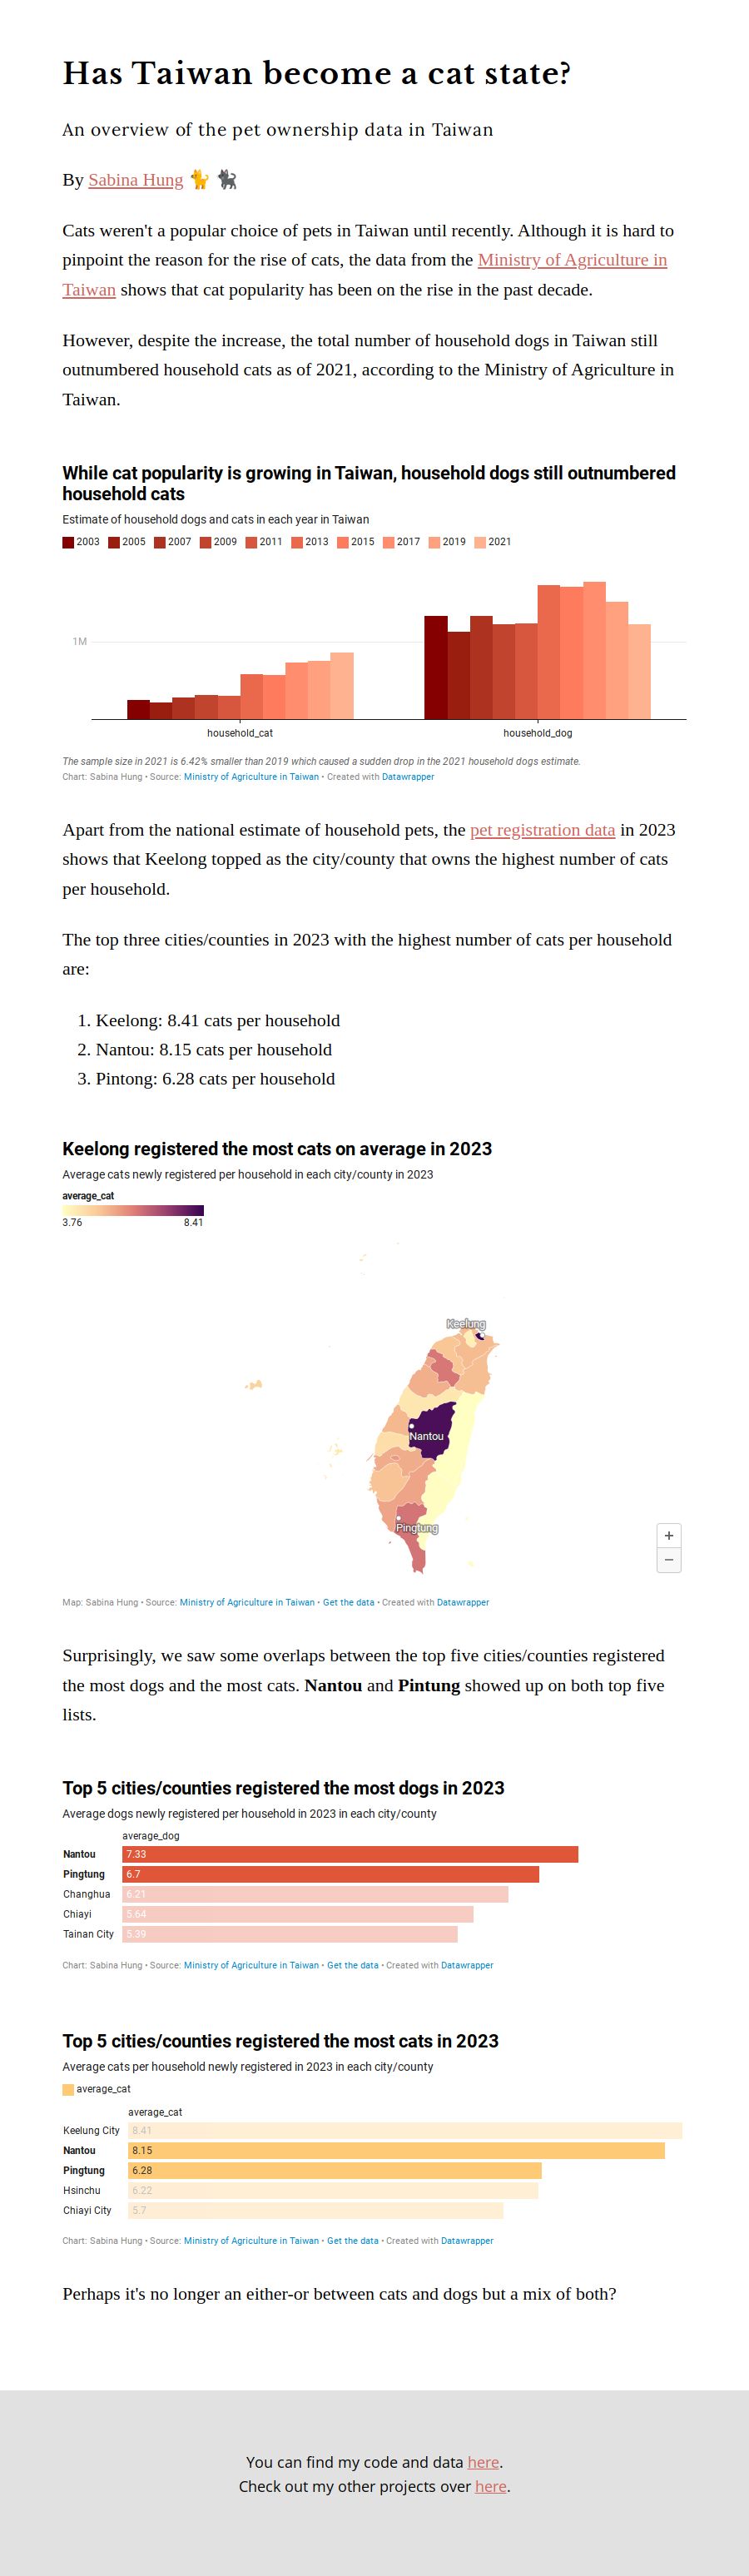 Has Taiwan become a cat state?
An overview of the pet ownership data in Taiwan
By Sabina Hung 🐈 🐈‍⬛
Cats weren't a popular choice of pets in Taiwan until recently. Although it is hard to
pinpoint the reason for the rise of cats, the data from the Ministry of Agriculture in
Taiwan shows that cat popularity has been on the rise in the past decade.
However, despite the increase, the total number of household dogs in Taiwan still
outnumbered household cats as of 2021, according to the Ministry of Agriculture in
Taiwan.
While cat popularity is growing in Taiwan, household dogs still outnumbered
household cats
Estimate of household dogs and cats in each year in Taiwan
2003 2005 2007 2009 2011 2013 2015 2017 2019 2021
1M
household_cat household_dog
The sample size in 2021 is 6.42% smaller than 2019 which caused a sudden drop in the 2021 household dogs estimate.
Chart: Sabina Hung • Source: Ministry of Agriculture in Taiwan • Created with Datawrapper
Apart from the national estimate of household pets, the pet registration data in 2023
shows that Keelong topped as the city/county that owns the highest number of cats
per household.
The top three cities/counties in 2023 with the highest number of cats per household
are:
1. Keelong: 8.41 cats per household
2. Nantou: 8.15 cats per household
3. Pintong: 6.28 cats per household
Keelong registered the most cats on average in 2023
Average cats newly registered per household in each city/county in 2023
average_cat
3.76 8.41
Keelung
Nantou
Pingtung
+
−
Map: Sabina Hung • Source: Ministry of Agriculture in Taiwan • Get the data • Created with Datawrapper
Surprisingly, we saw some overlaps between the top five cities/counties registered
the most dogs and the most cats. Nantou and Pintung showed up on both top five
lists.
Top 5 cities/counties registered the most dogs in 2023
Average dogs newly registered per household in 2023 in each city/county
average_dog
Nantou 7.33
Pingtung 6.7
Changhua 6.21
Chiayi 5.64
Tainan City 5.39
Chart: Sabina Hung • Source: Ministry of Agriculture in Taiwan • Get the data • Created with Datawrapper
Top 5 cities/counties registered the most cats in 2023
Average cats per household newly registered in 2023 in each city/county
average_cat
average_cat
Keelung City 8.41
Nantou 8.15
Pingtung 6.28
Hsinchu 6.22
Chiayi City 5.7
Chart: Sabina Hung • Source: Ministry of Agriculture in Taiwan • Get the data • Created with Datawrapper
Perhaps it's no longer an either-or between cats and dogs but a mix of both?
You can find my code and data here.
Check out my other projects over here.